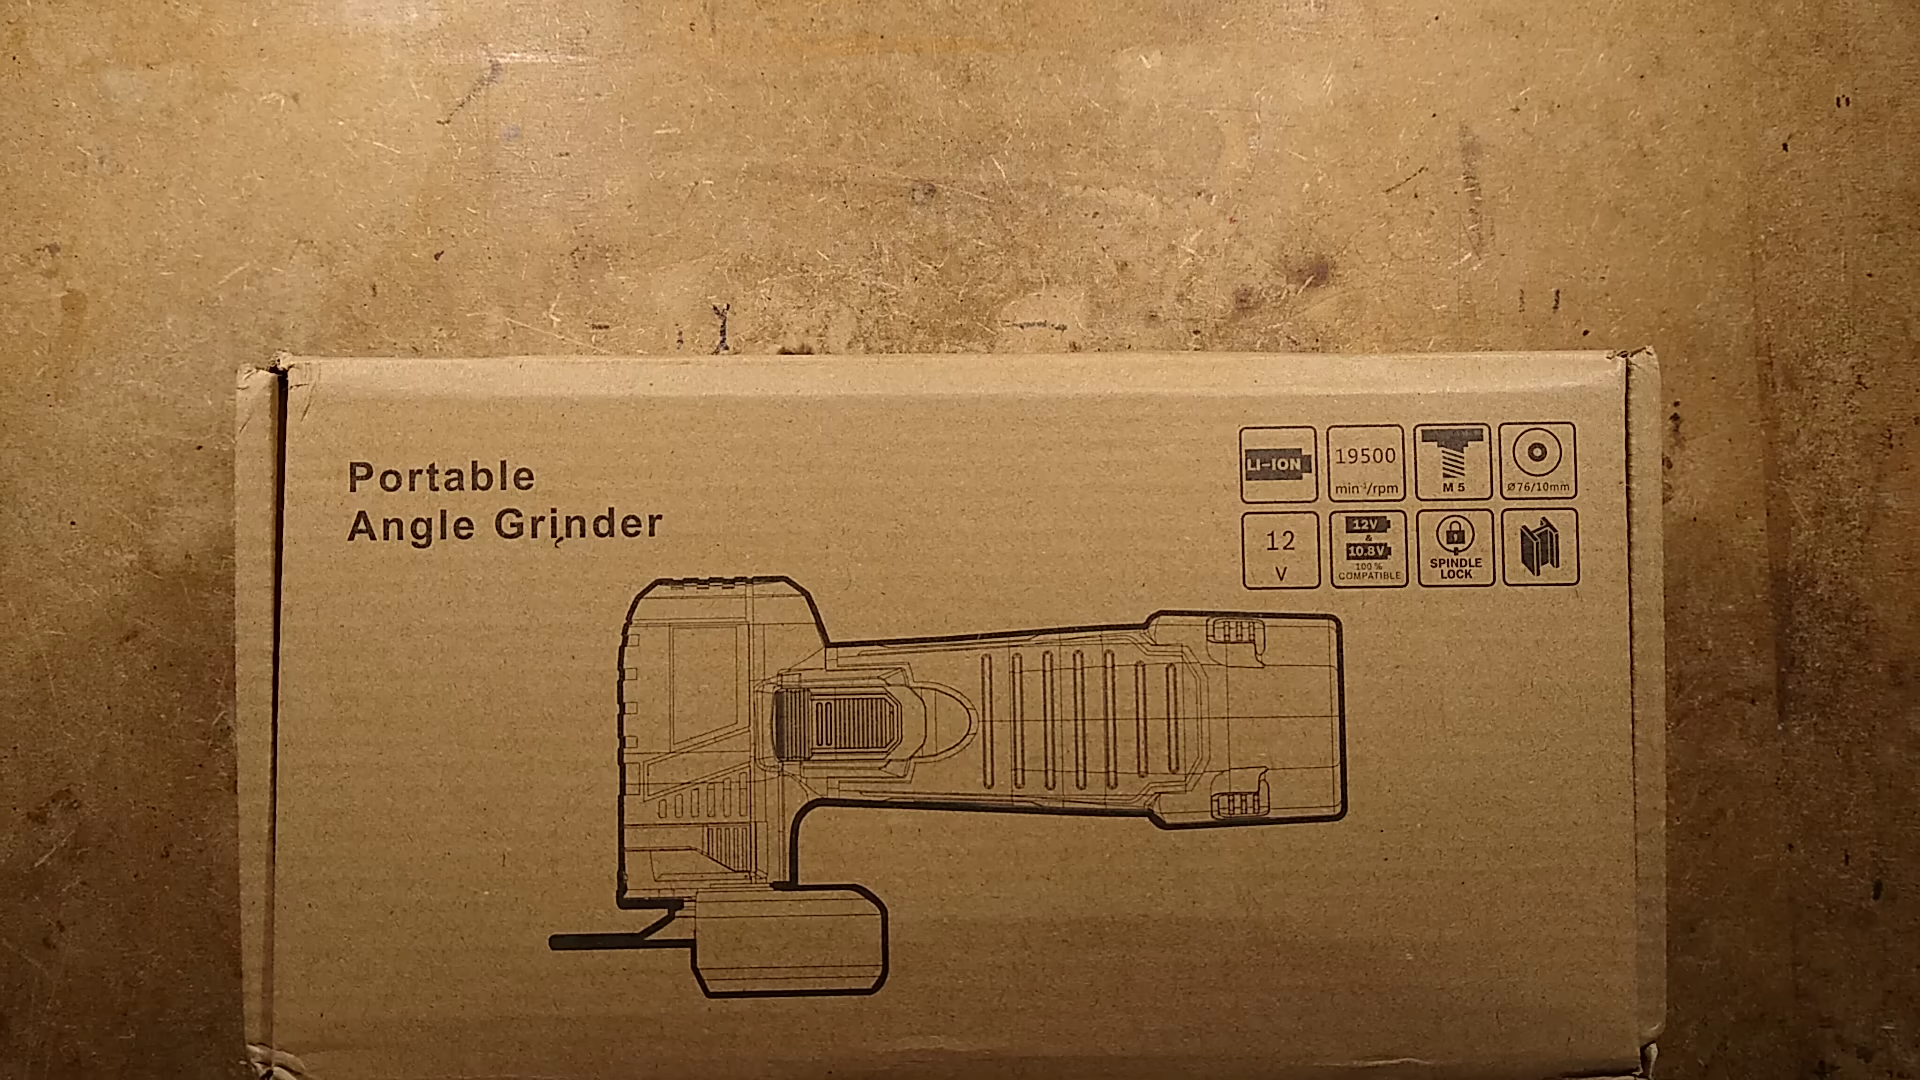 Portable
Angle Grinder
LI-ION
19500
min⁻¹/rpm
M 5
Ø76/10mm
12
V
12V
&
10.8V
100 %
COMPATIBLE
SPINDLE
LOCK